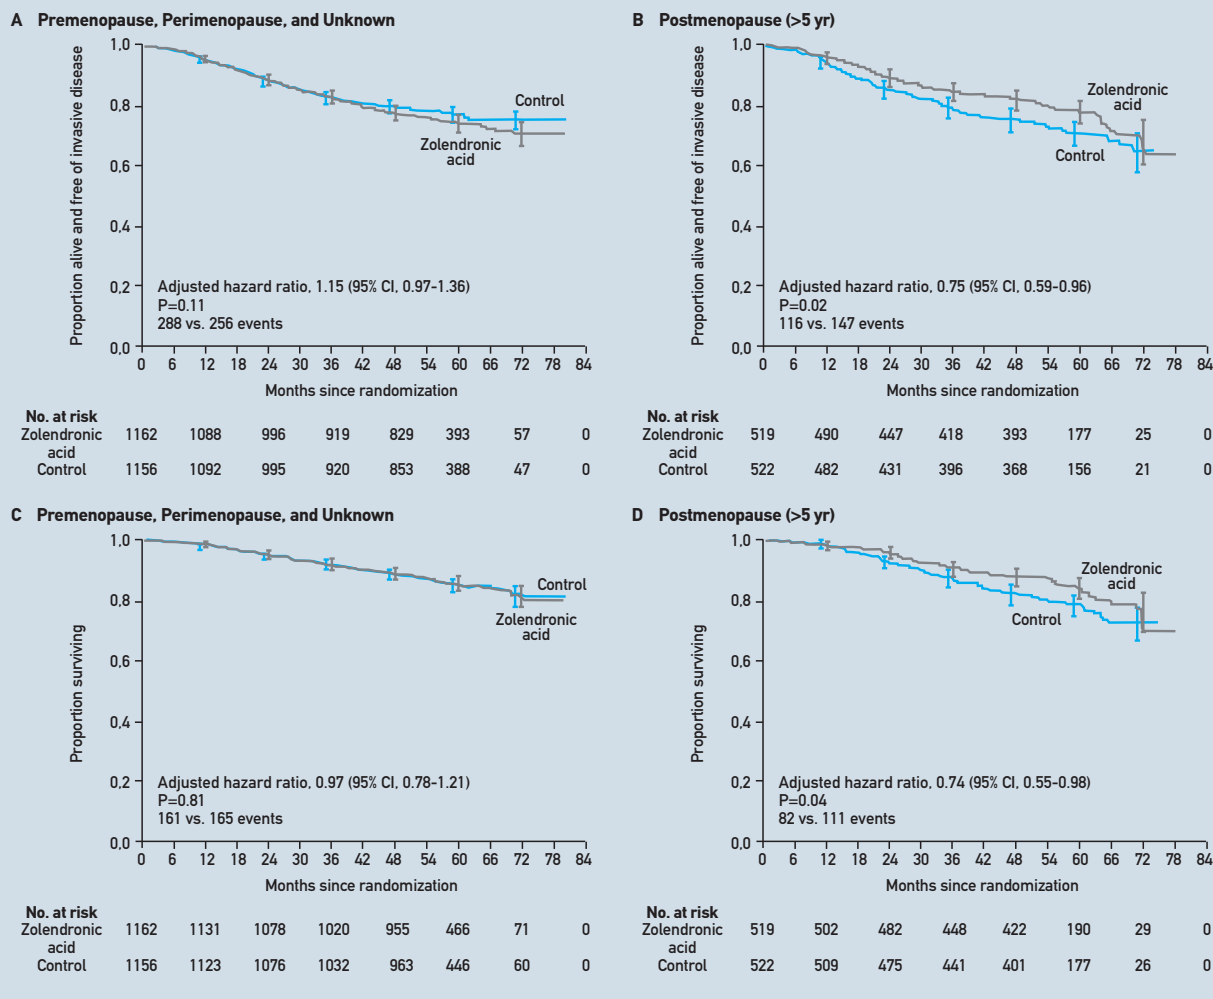 A Premenopause, Perimenopause, and Unknown
Proportion alive and free of invasive disease
1,0
0,8
0,6
0,4
0,2
0,0
Control
Zolendronic
acid
Adjusted hazard ratio, 1.15 (95% CI, 0.97-1.36)
P=0.11
288 vs. 256 events
0 6 12 18 24 30 36 42 48 54 60 66 72 78 84
Months since randomization
No. at risk
Zolendronic acid 1162 1088 996 919 829 393 57 0
Control 1156 1092 995 920 853 388 47 0
B Postmenopause (>5 yr)
Proportion alive and free of invasive disease
1,0
0,8
0,6
0,4
0,2
0,0
Zolendronic
acid
Control
Adjusted hazard ratio, 0.75 (95% CI, 0.59-0.96)
P=0.02
116 vs. 147 events
0 6 12 18 24 30 36 42 48 54 60 66 72 78 84
Months since randomization
No. at risk
Zolendronic acid 519 490 447 418 393 177 25 0
Control 522 482 431 396 368 156 21 0
C Premenopause, Perimenopause, and Unknown
Proportion surviving
1.0
0.8
0,6
0,4
0,2
0,0
Control
Zolendronic
acid
Adjusted hazard ratio, 0.97 (95% CI, 0.78-1.21)
P=0.81
161 vs. 165 events
0 6 12 18 24 30 36 42 48 54 60 66 72 78 84
Months since randomization
No. at risk
Zolendronic acid 1162 1131 1078 1020 955 466 71 0
Control 1156 1123 1076 1032 963 446 60 0
D Postmenopause (>5 yr)
Proportion surviving
1.0
0.8
0,6
0,4
0,2
0,0
Zolendronic
acid
Control
Adjusted hazard ratio, 0.74 (95% CI, 0.55-0.98)
P=0.04
82 vs. 111 events
0 6 12 18 24 30 36 42 48 54 60 66 72 78 84
Months since randomization
No. at risk
Zolendronic acid 519 502 482 448 422 190 29 0
Control 522 509 475 441 401 177 26 0